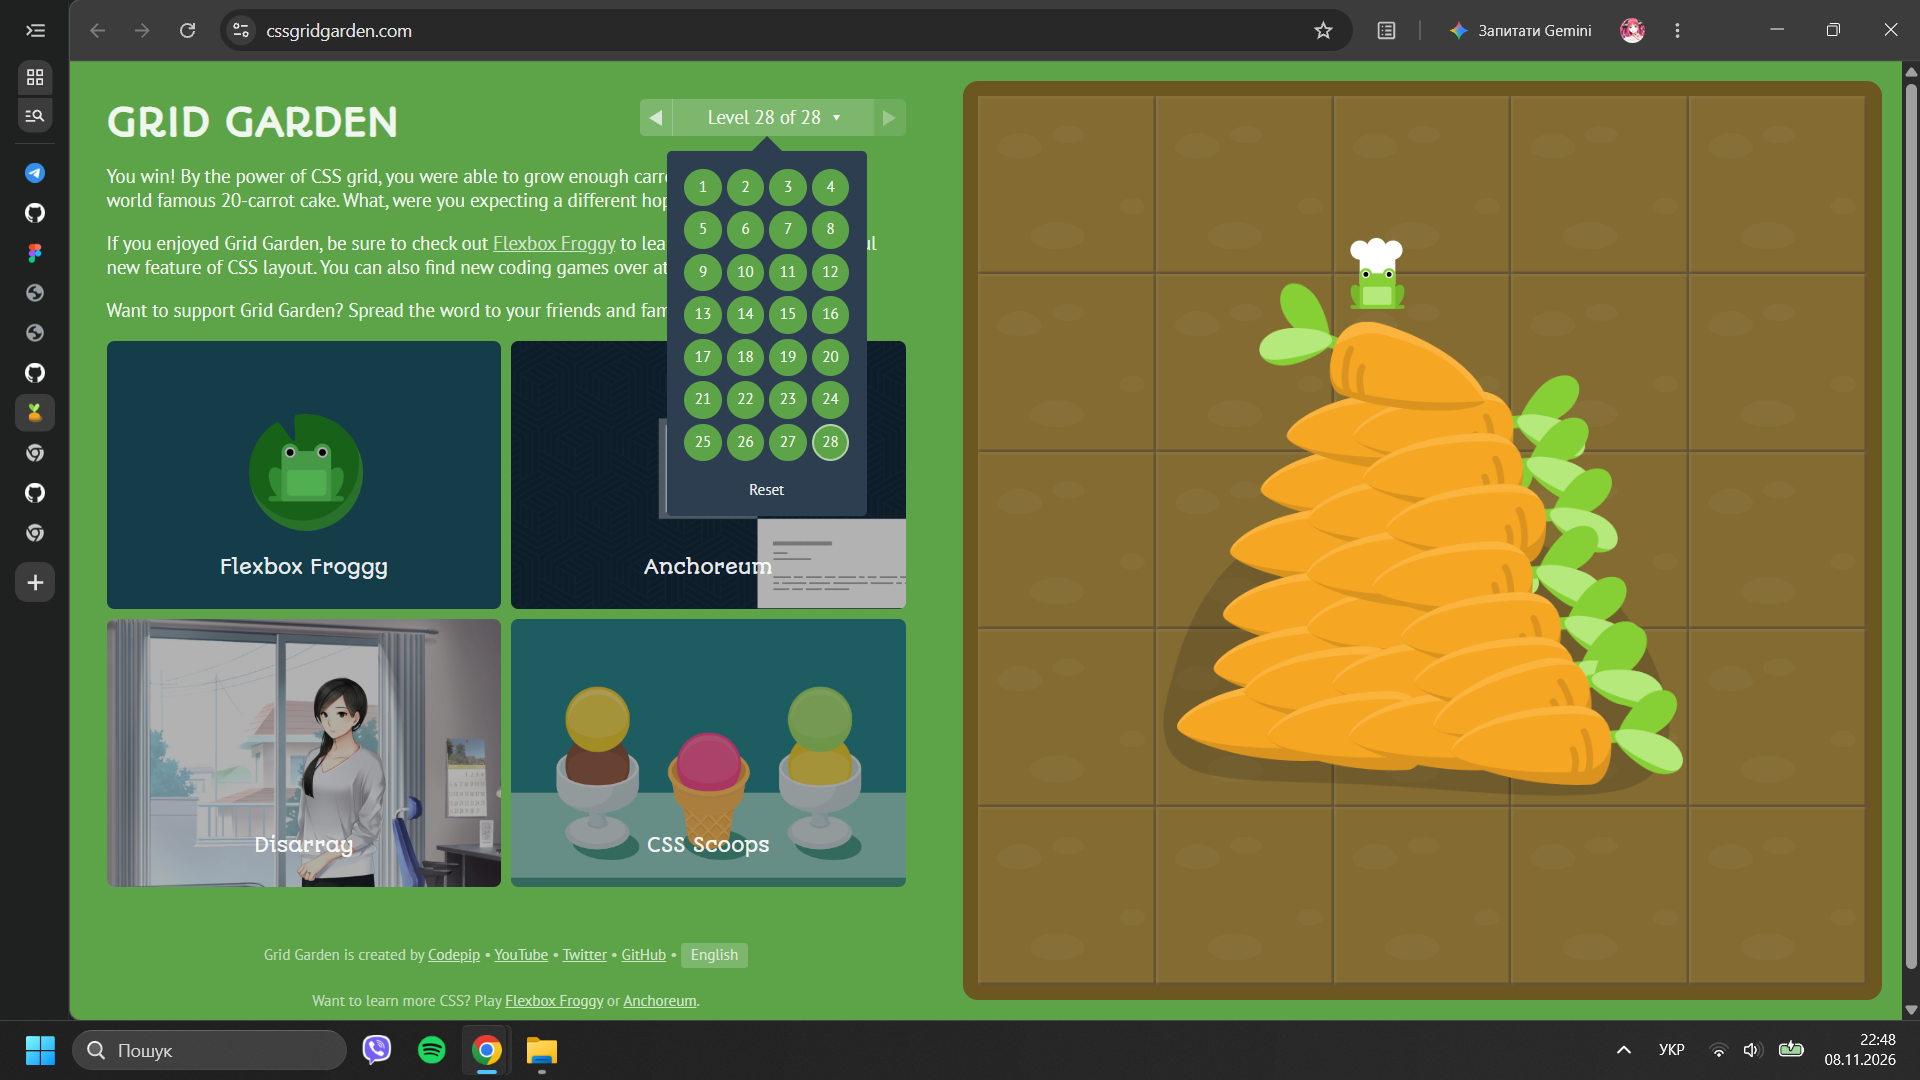 cssgridgarden.com
Запитати Gemini
GRID GARDEN
Level 28 of 28
You win! By the power of CSS grid, you were able to grow enough
world famous 20-carrot cake. What, were you expecting a different
If you enjoyed Grid Garden, be sure to check out Flexbox Froggy to
new feature of CSS layout. You can also find new coding games over at
Want to support Grid Garden? Spread the word to your friends and
1 2 3 4
5 6 7 8
9 10 11 12
13 14 15 16
17 18 19 20
21 22 23 24
25 26 27 28
Reset
Flexbox Froggy
Anchoreum
Disarray
CSS Scoops
Grid Garden is created by Codepip • YouTube • Twitter • GitHub • English
Want to learn more CSS? Play Flexbox Froggy or Anchoreum.
Пошук
УКР
22:48
08.11.2026